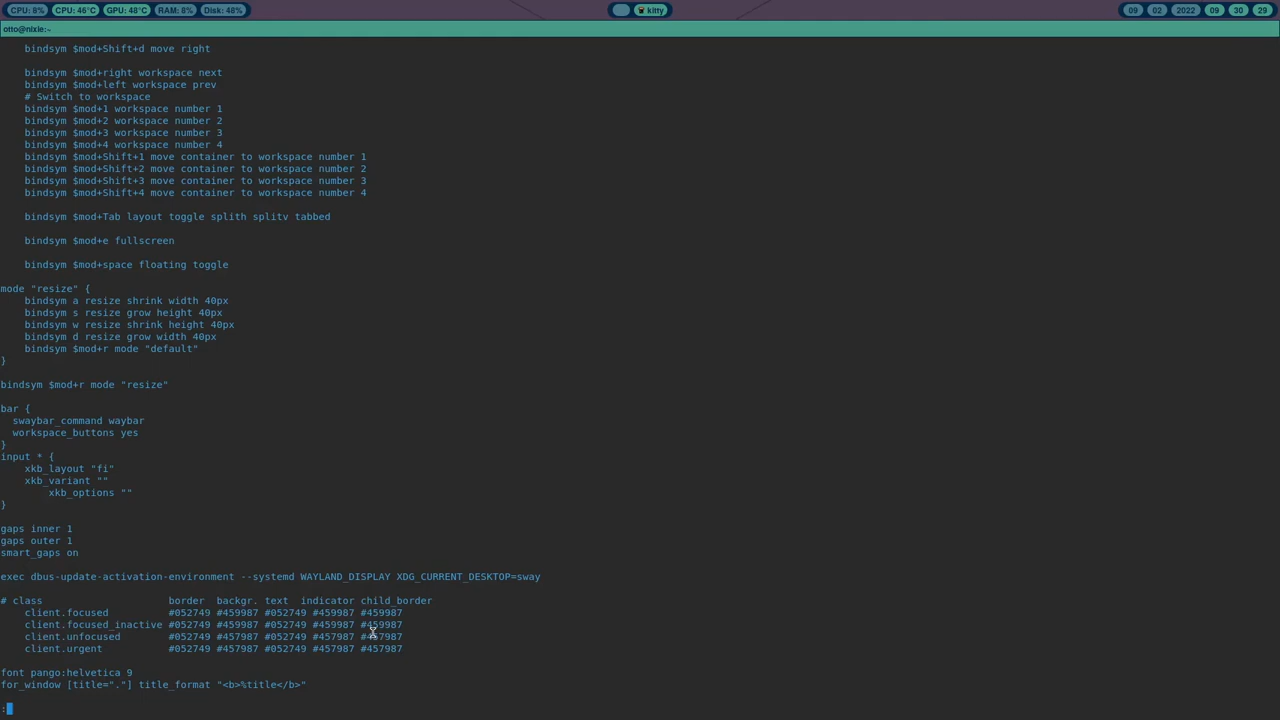 CPU: 8% CPU: 46°C GPU: 48°C RAM: 8% Disk: 48% kitty 09 02 2022 09 30 29
otto@nixie:~
bindsym $mod+Shift+d move right
bindsym $mod+right workspace next
bindsym $mod+left workspace prev
# Switch to workspace
bindsym $mod+1 workspace number 1
bindsym $mod+2 workspace number 2
bindsym $mod+3 workspace number 3
bindsym $mod+4 workspace number 4
bindsym $mod+Shift+1 move container to workspace number 1
bindsym $mod+Shift+2 move container to workspace number 2
bindsym $mod+Shift+3 move container to workspace number 3
bindsym $mod+Shift+4 move container to workspace number 4
bindsym $mod+Tab layout toggle splith splitv tabbed
bindsym $mod+e fullscreen
bindsym $mod+space floating toggle
mode "resize" {
bindsym a resize shrink width 40px
bindsym s resize grow height 40px
bindsym w resize shrink height 40px
bindsym d resize grow width 40px
bindsym $mod+r mode "default"
}
bindsym $mod+r mode "resize"
bar {
swaybar_command waybar
workspace_buttons yes
}
input * {
xkb_layout "fi"
xkb_variant ""
xkb_options ""
}
gaps inner 1
gaps outer 1
smart_gaps on
exec dbus-update-activation-environment --systemd WAYLAND_DISPLAY XDG_CURRENT_DESKTOP=sway
# class border backgr. text indicator child_border
client.focused #052749 #459987 #052749 #459987 #459987
client.focused_inactive #052749 #459987 #052749 #459987 #459987
client.unfocused #052749 #457987 #052749 #457987 #457987
client.urgent #052749 #457987 #052749 #457987 #457987
font pango:helvetica 9
for_window [title="."] title_format "<b>%title</b>"
: